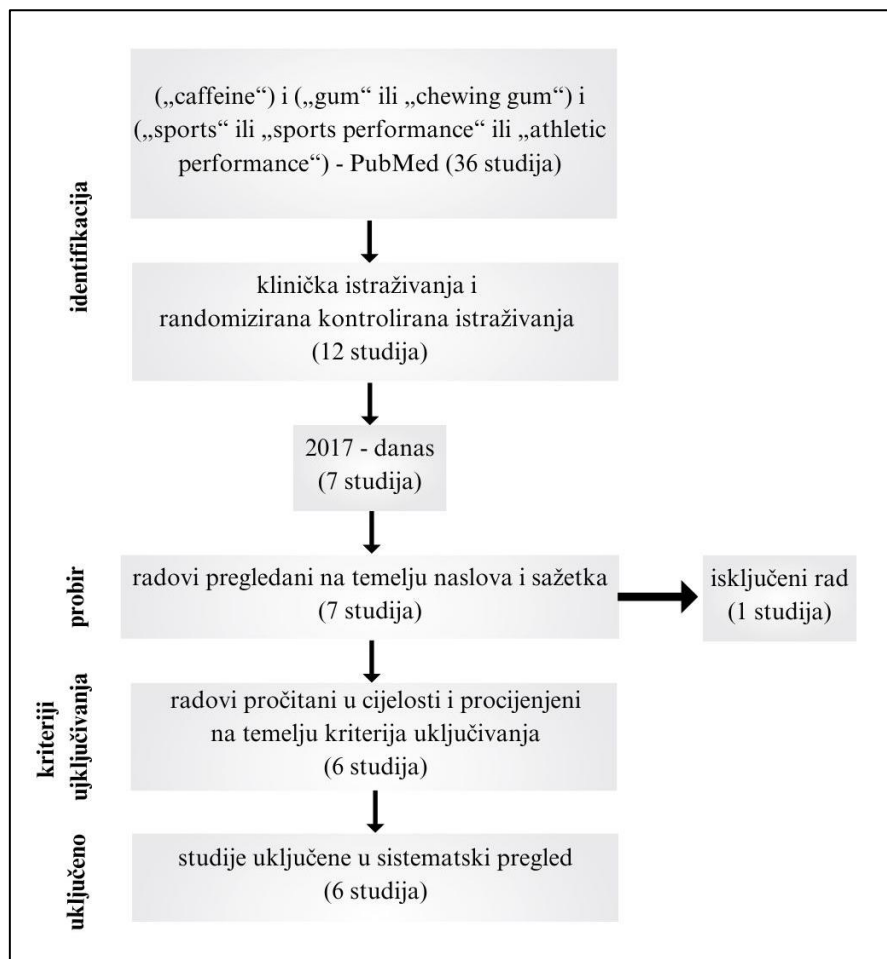 („caffeine“) i („gum“ ili „chewing gum“) i
(„sports“ ili „sports performance“ ili „athletic
performance“) - PubMed (36 studija)
identifikacija
klinička istraživanja i
randomizirana kontrolirana istraživanja
(12 studija)
2017 - danas
(7 studija)
probir
radovi pregledani na temelju naslova i sažetka
(7 studija)
isključeni rad
(1 studija)
kriteriji
ujključivanja
radovi pročitani u cijelosti i procijenjeni
na temelju kriterija uključivanja
(6 studija)
uključeno
studije uključene u sistematski pregled
(6 studija)